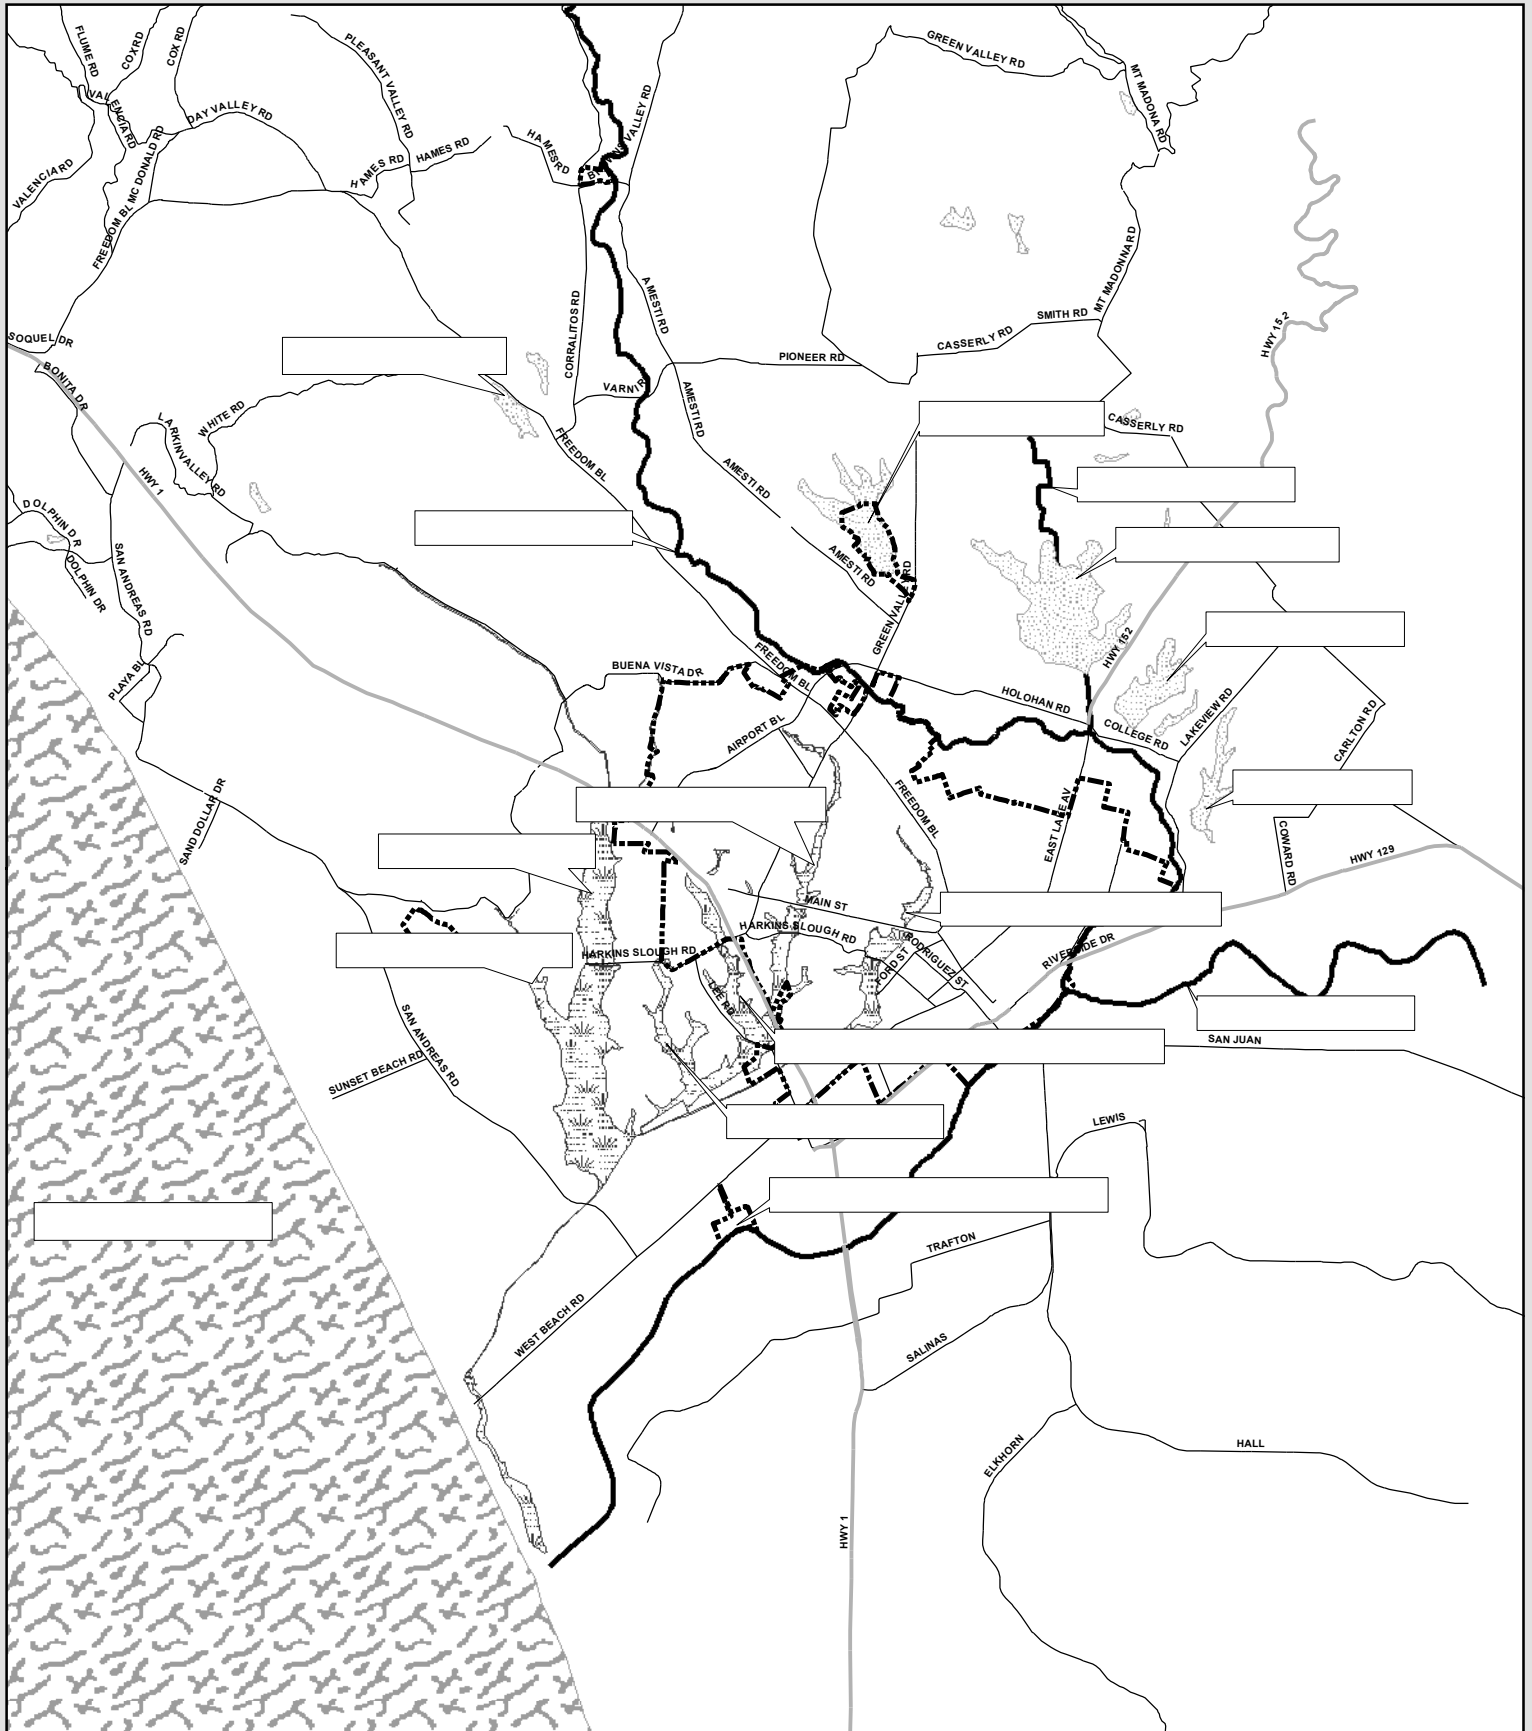 FLUME RD
COX RD
COX RD
PLEASANT VALLEY RD
GREEN VALLEY RD
MT MADONA RD
VALENCIA RD
DAY VALLEY RD
VALLEY RD
HAMES RD
HAMES RD
HAMES RD
VALENCIA RD
FREEDOM BL
MC DONALD RD
MT MADONNA RD
AMESTI RD
CORRALITOS RD
SMITH RD
CASSERLY RD
HWY 152
SOQUEL DR
PIONEER RD
BONITA DR
VARNI R
AMESTI RD
WHITE RD
LARKIN VALLEY RD
CASSERLY RD
FREEDOM BL
AMESTI RD
HWY 1
DOLPHIN DR
DOLPHIN DR
SAN ANDREAS RD
AMESTI RD
GREEN VALLEY RD
HWY 152
PLAYA BL
BUENA VISTA DR
FREEDOM BL
HOLOHAN RD
COLLEGE RD
LAKEVIEW RD
CARLTON RD
AIRPORT BL
SAND DOLLAR DR
FREEDOM BL
EAST LAKE AV
COWARD RD
HWY 129
MAIN ST
HARKINS SLOUGH RD
HARKINS SLOUGH RD
RODRIGUEZ ST
FORD ST
RIVERSIDE DR
LEE RD
SAN ANDREAS RD
SUNSET BEACH RD
SAN JUAN
LEWIS
TRAFTON
WEST BEACH RD
SALINAS
ELKHORN
HALL
HWY 1